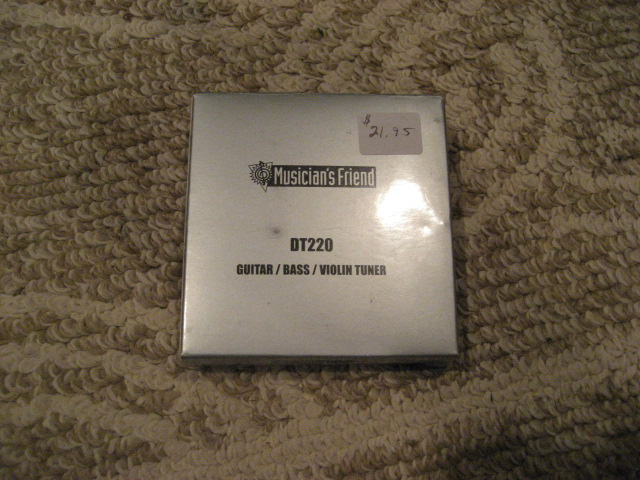 $21.95
Musician's Friend
DT220
GUITAR / BASS / VIOLIN TUNER